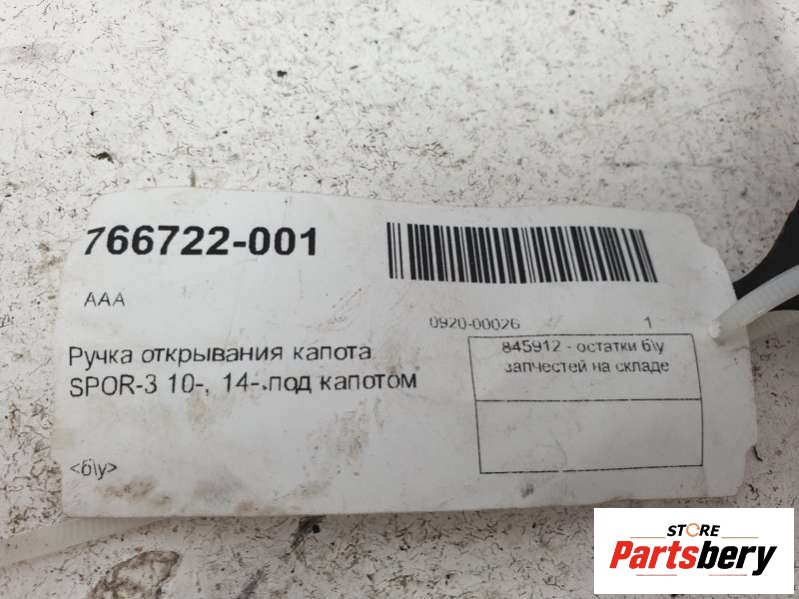 766722-001
AAA
0920-00026 1
Ручка открывания капота
SPOR-3 10-, 14-.под капотом
845912 - остатки б\у
запчестей на складе
<б\у>
STORE
Partsbery